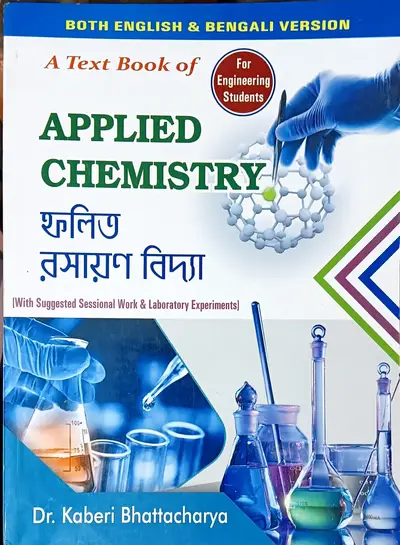 BOTH ENGLISH & BENGALI VERSION
A Text Book of
For
Engineering
Students
APPLIED
CHEMISTRY
ফলিত
রসায়ণ বিদ্যা
[With Suggested Sessional Work & Laboratory Experiments]
Dr. Kaberi Bhattacharya